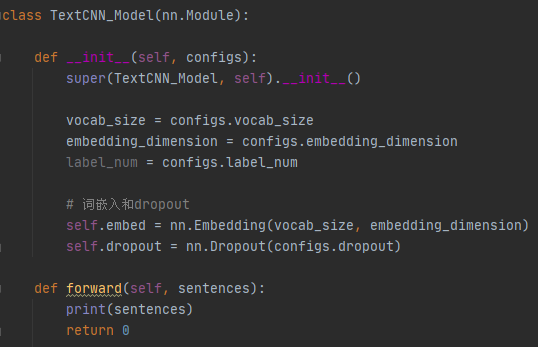 class TextCNN_Model(nn.Module):
def __init__(self, configs):
super(TextCNN_Model, self).__init__()
vocab_size = configs.vocab_size
embedding_dimension = configs.embedding_dimension
label_num = configs.label_num
# 词嵌入和dropout
self.embed = nn.Embedding(vocab_size, embedding_dimension)
self.dropout = nn.Dropout(configs.dropout)
def forward(self, sentences):
print(sentences)
return 0